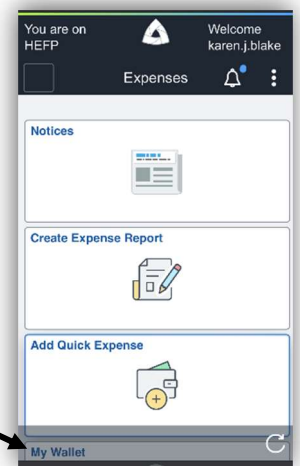 You are on
HEFP
Welcome
karen.j.blake
Expenses
Notices
Create Expense Report
Add Quick Expense
My Wallet